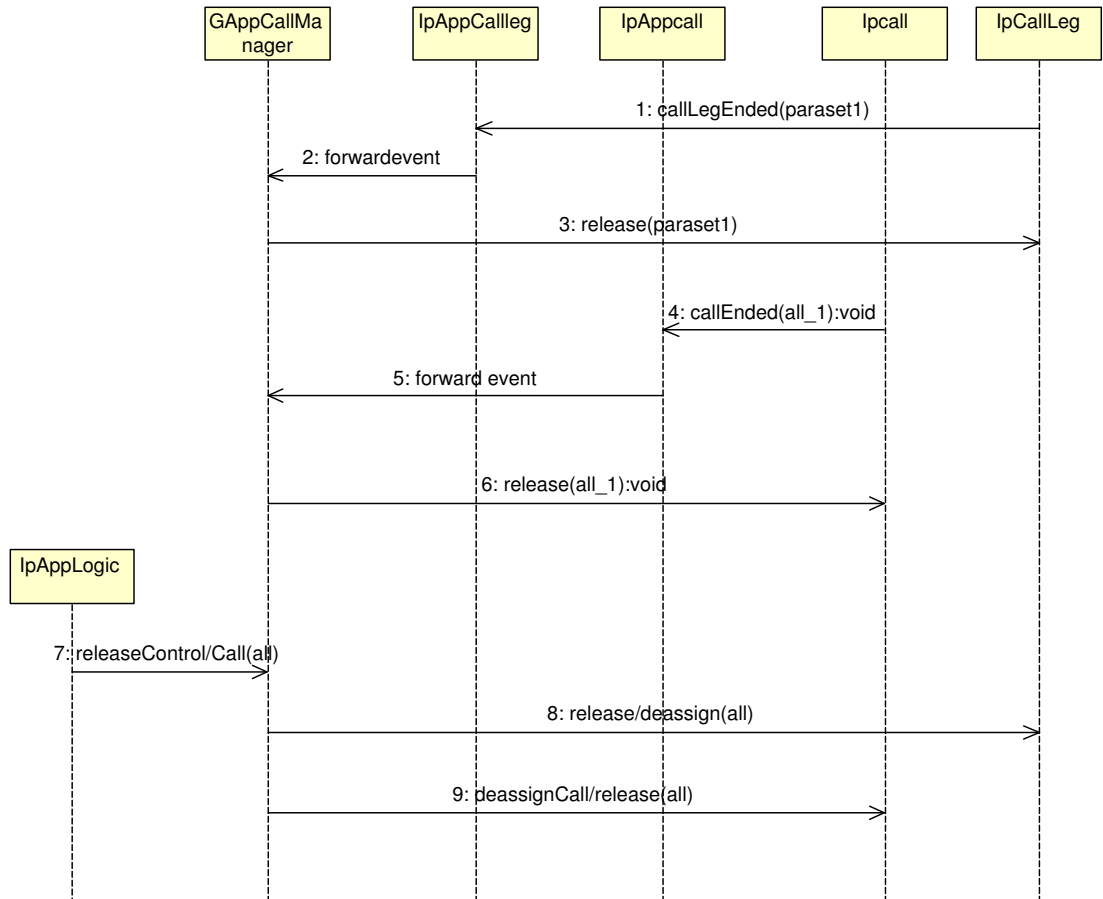 GAppCallMa
nager
IpAppCallleg
IpAppcall
Ipcall
IpCallLeg
1: callLegEnded(paraset1)
2: forwardevent
3: release(paraset1)
4: callEnded(all_1):void
5: forward event
6: release(all_1):void
IpAppLogic
7: releaseControl/Call(all)
8: release/deassign(all)
9: deassignCall/release(all)